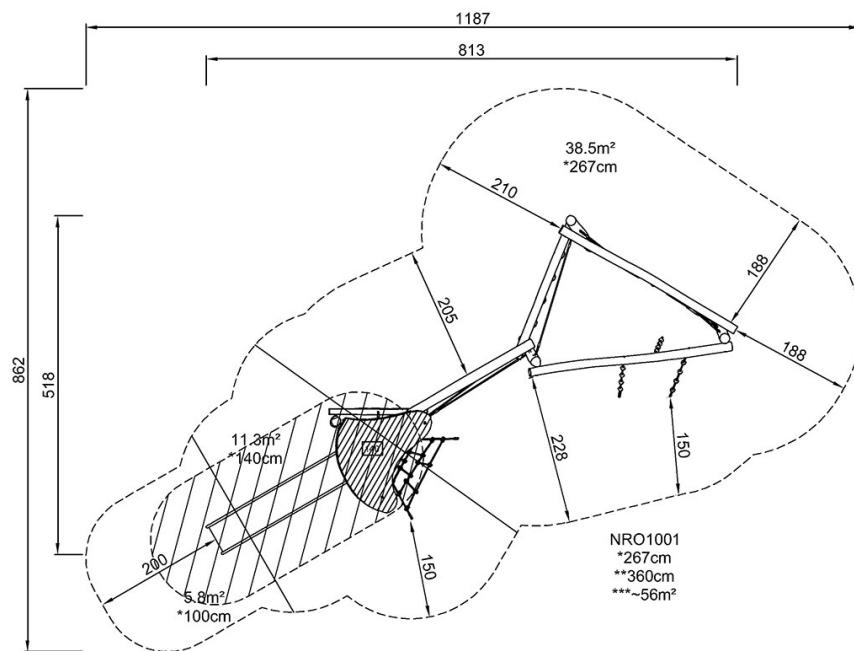 1187
813
38.5m²
*267cm
210
188
205
188
862
518
11.3m²
*140cm
140
228
150
200
150
5.8m²
*100cm
NRO1001
*267cm
**360cm
***~56m²